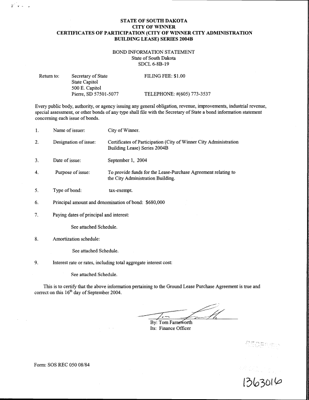 STATE OF SOUTH DAKOTA
CITY OF WINNER
CERTIFICATES OF PARTICIPATION (CITY OF WINNER CITY ADMINISTRATION
BUILDING LEASE) SERIES 2004B
BOND INFORMATION STATEMENT
State of South Dakota
SDCL 6-8B-19
Return to: Secretary of State FILING FEE: $1.00
State Capitol
500 E. Capitol
Pierre, SD 57501-5077 TELEPHONE: #(605) 773-3537
Every public body, authority, or agency issuing any general obligation, revenue, improvement, industrial revenue,
special assessment, or other bonds of any type shall file with the Secretary of State a bond information statement
concerning each issue of bonds.
1. Name of issuer: City of Winner.
2. Designation of issue: Certificates of Participation (City of Winner City Administration
Building Lease) Series 2004B
3. Date of issue: September 1, 2004
4. Purpose of issue: To provide funds for the Lease-Purchase Agreement relating to
the City Administration Building.
5. Type of bond: tax-exempt.
6. Principal amount and denomination of bond: $680,000
7. Paying dates of principal and interest:
See attached Schedule.
8. Amortization schedule:
See attached Schedule.
9. Interest rate or rates, including total aggregate interest cost:
See attached Schedule.
This is to certify that the above information pertaining to the Ground Lease Purchase Agreement is true and
correct on this 16th day of September 2004.
By: Tom Farnsworth
Its: Finance Officer
Form: SOS REC 050 08/84
1363016